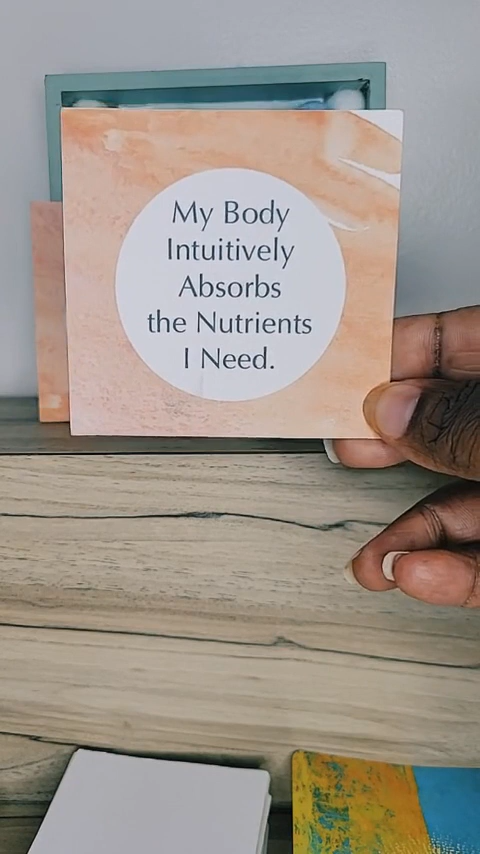 My Body
Intuitively
Absorbs
the Nutrients
I Need.